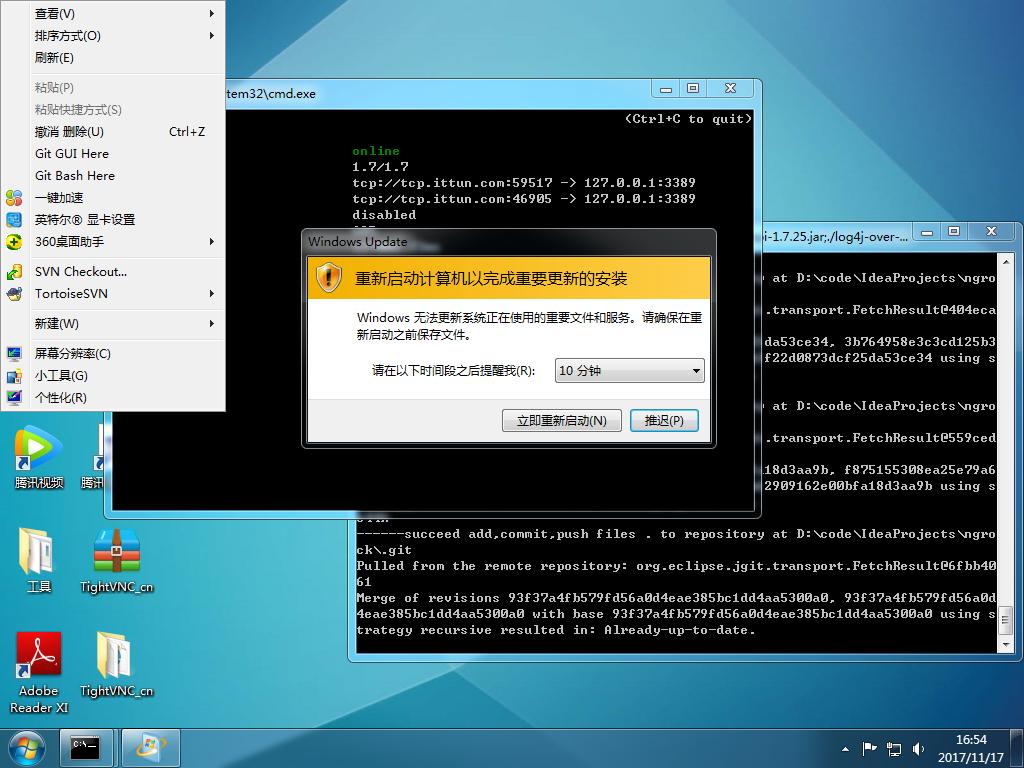 查看(V)
排序方式(O)
刷新(E)
粘贴(P)
粘贴快捷方式(S)
撤消 删除(U) Ctrl+Z
Git GUI Here
Git Bash Here
一键加速
英特尔® 显卡设置
360桌面助手
SVN Checkout...
TortoiseSVN
新建(W)
屏幕分辨率(C)
小工具(G)
个性化(R)
tem32\cmd.exe
(Ctrl+C to quit)
online
1.7/1.7
tcp://tcp.ittun.com:59517 -> 127.0.0.1:3389
tcp://tcp.ittun.com:46905 -> 127.0.0.1:3389
disabled
Windows Update
重新启动计算机以完成重要更新的安装
Windows 无法更新系统正在使用的重要文件和服务。请确保在重
新启动之前保存文件。
请在以下时间段之后提醒我(R): 10 分钟
立即重新启动(N) 推迟(P)
i-1.7.25.jar;./log4j-over-...
at D:\code\IdeaProjects\ngro
.transport.FetchResult@404eca
da53ce34, 3b764958e3c3cd125b3
f22d0873dcf25da53ce34 using s
at D:\code\IdeaProjects\ngro
.transport.FetchResult@559ced
18d3aa9b, f875155308ea25e79a6
2909162e00bfa18d3aa9b using s
------succeed add,commit,push files . to repository at D:\code\IdeaProjects\ngro
ck\.git
Pulled from the remote repository: org.eclipse.jgit.transport.FetchResult@6fbb40
61
Merge of revisions 93f37a4fb579fd56a0d4eae385bc1dd4aa5300a0, 93f37a4fb579fd56a0d
4eae385bc1dd4aa5300a0 with base 93f37a4fb579fd56a0d4eae385bc1dd4aa5300a0 using s
trategy recursive resulted in: Already-up-to-date.
腾讯视频
腾讯
工具
TightVNC_cn
Adobe
Reader XI
TightVNC_cn
C:\
16:54
2017/11/17